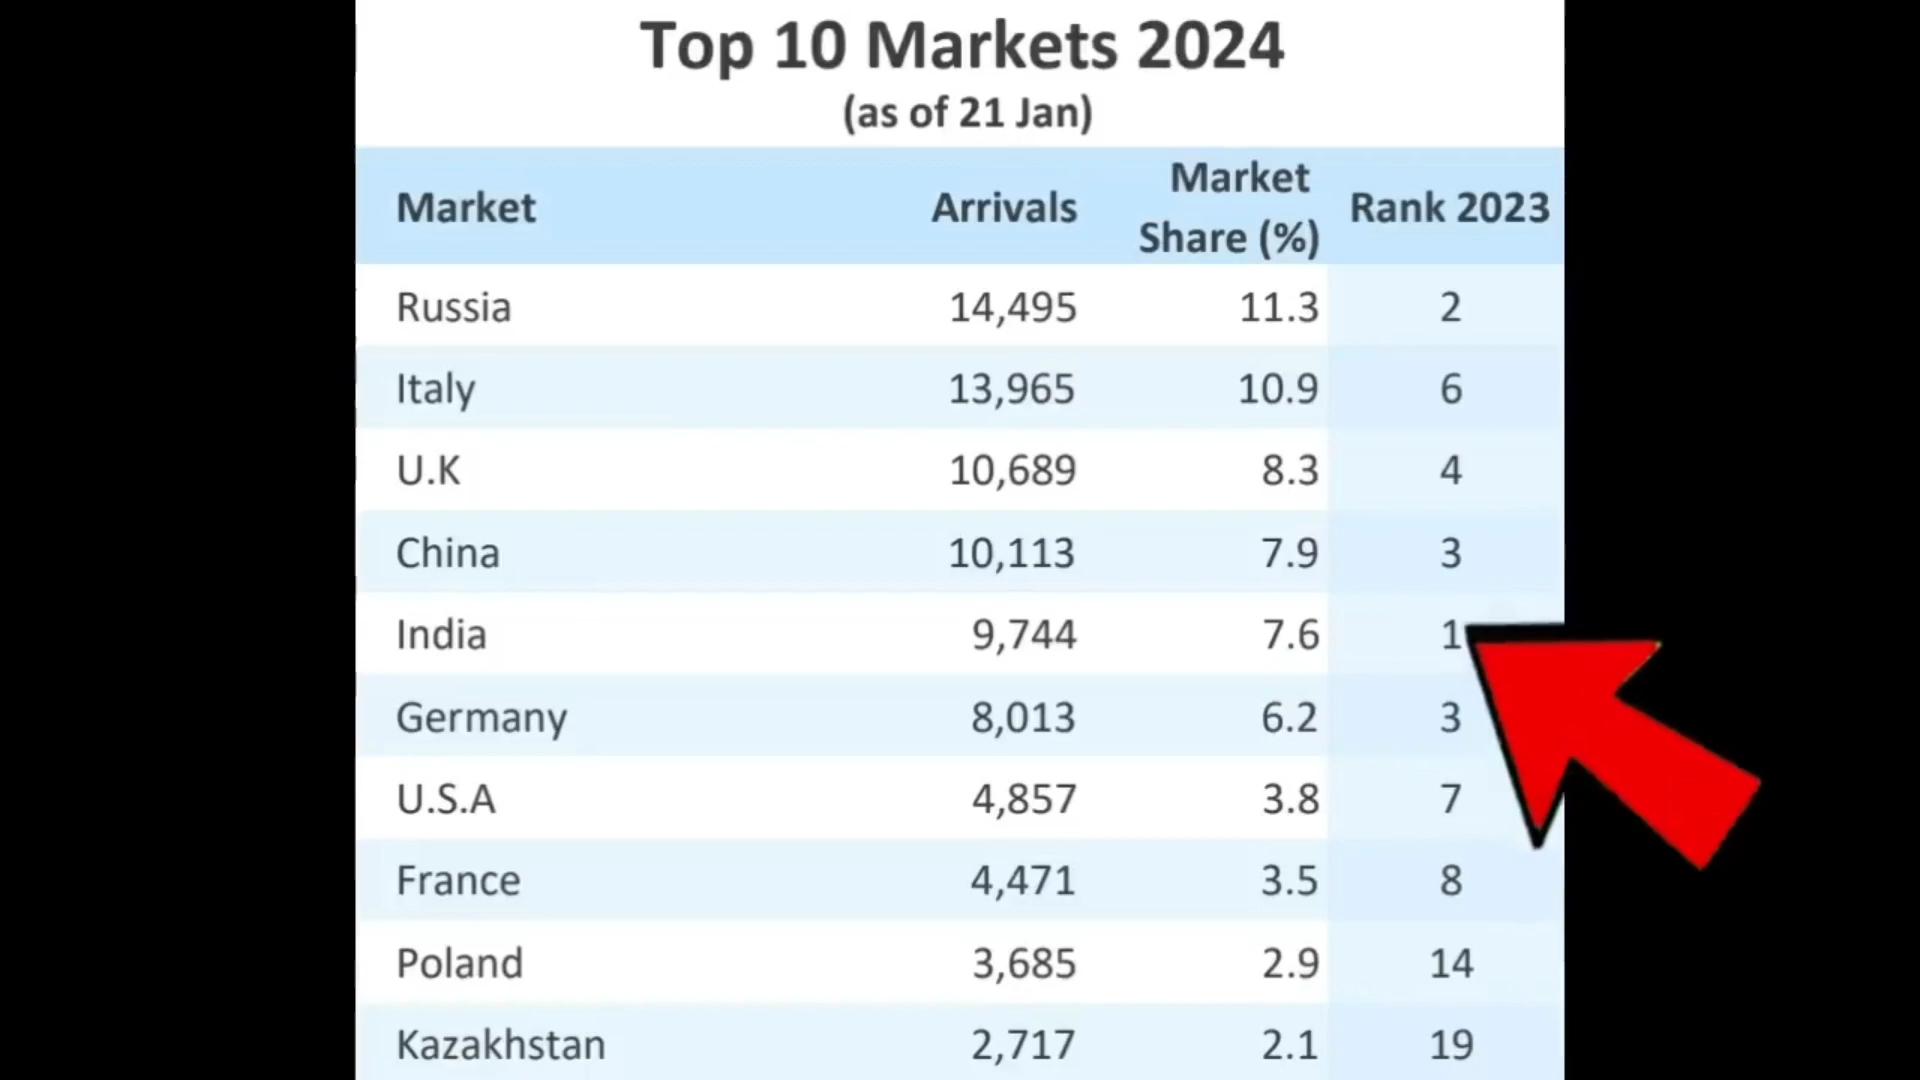 Top 10 Markets 2024
(as of 21 Jan)
Market Arrivals Market Share (%) Rank 2023
Russia 14,495 11.3 2
Italy 13,965 10.9 6
U.K 10,689 8.3 4
China 10,113 7.9 3
India 9,744 7.6 1
Germany 8,013 6.2 3
U.S.A 4,857 3.8 7
France 4,471 3.5 8
Poland 3,685 2.9 14
Kazakhstan 2,717 2.1 19